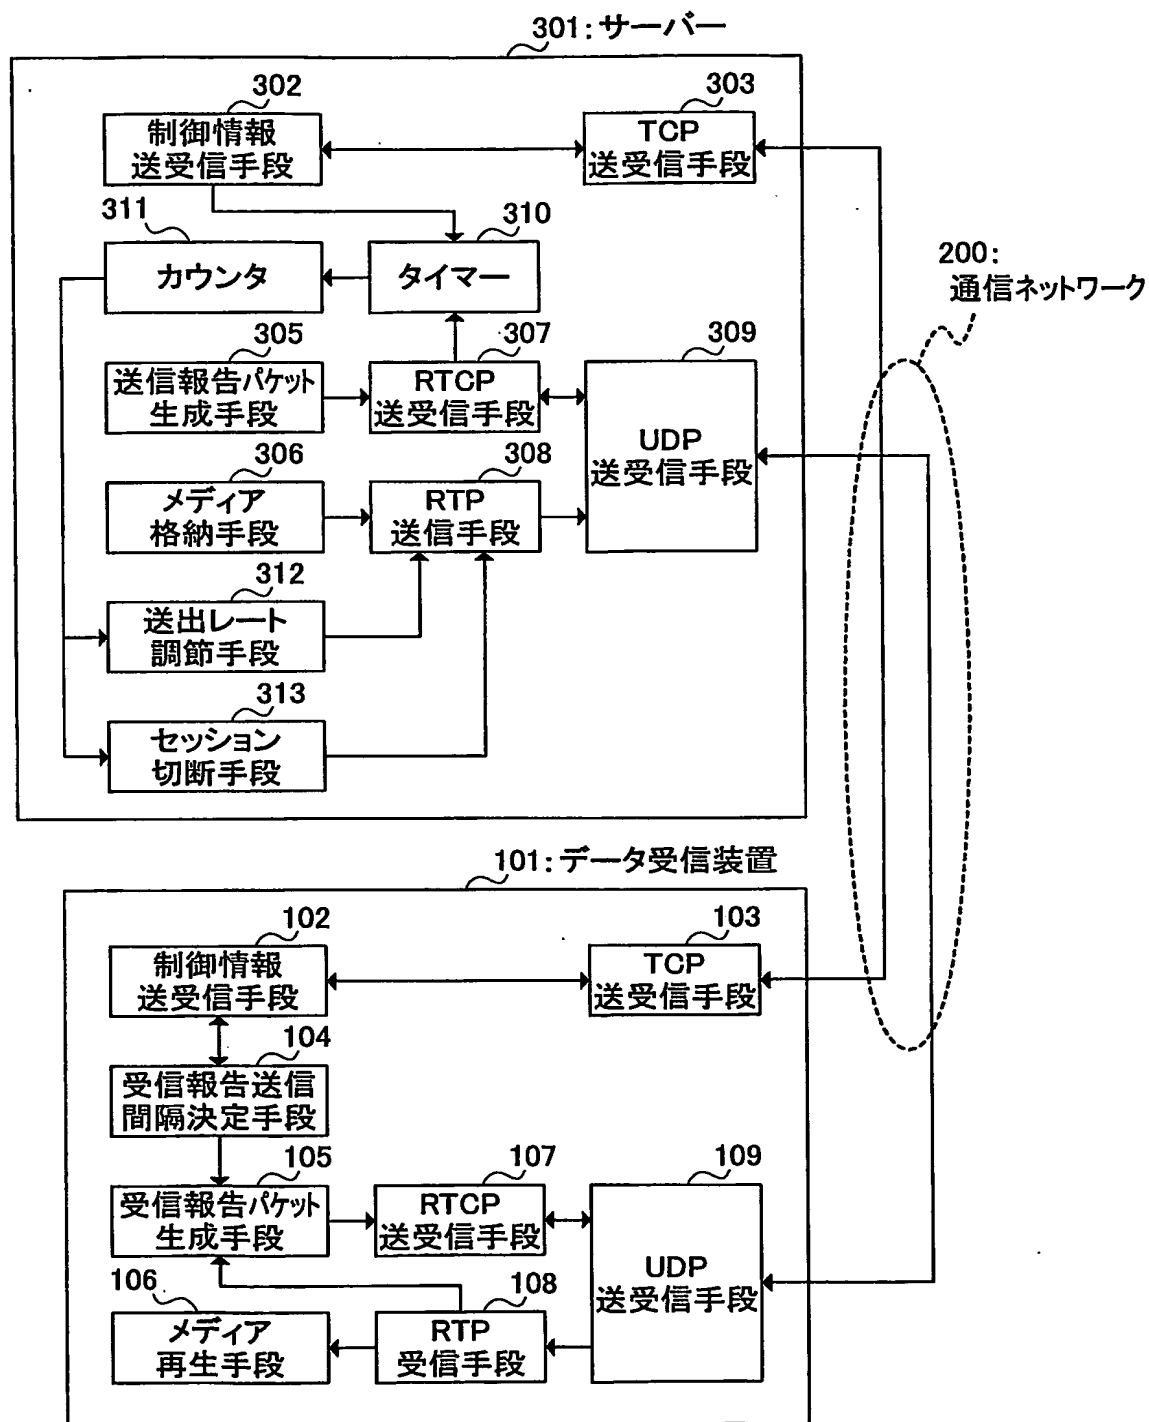 301:サーバー
302
303
制御情報
送受信手段
TCP
送受信手段
311
310
カウンタ
タイマー
200:
通信ネットワーク
305
307
309
送信報告パケット
生成手段
RTCP
送受信手段
UDP
送受信手段
306
308
メディア
格納手段
RTP
送信手段
312
送出レート
調節手段
313
セッション
切断手段
101:データ受信装置
102
103
制御情報
送受信手段
TCP
送受信手段
104
受信報告送信
間隔決定手段
105
107
109
受信報告パケット
生成手段
RTCP
送受信手段
UDP
送受信手段
106
108
メディア
再生手段
RTP
受信手段